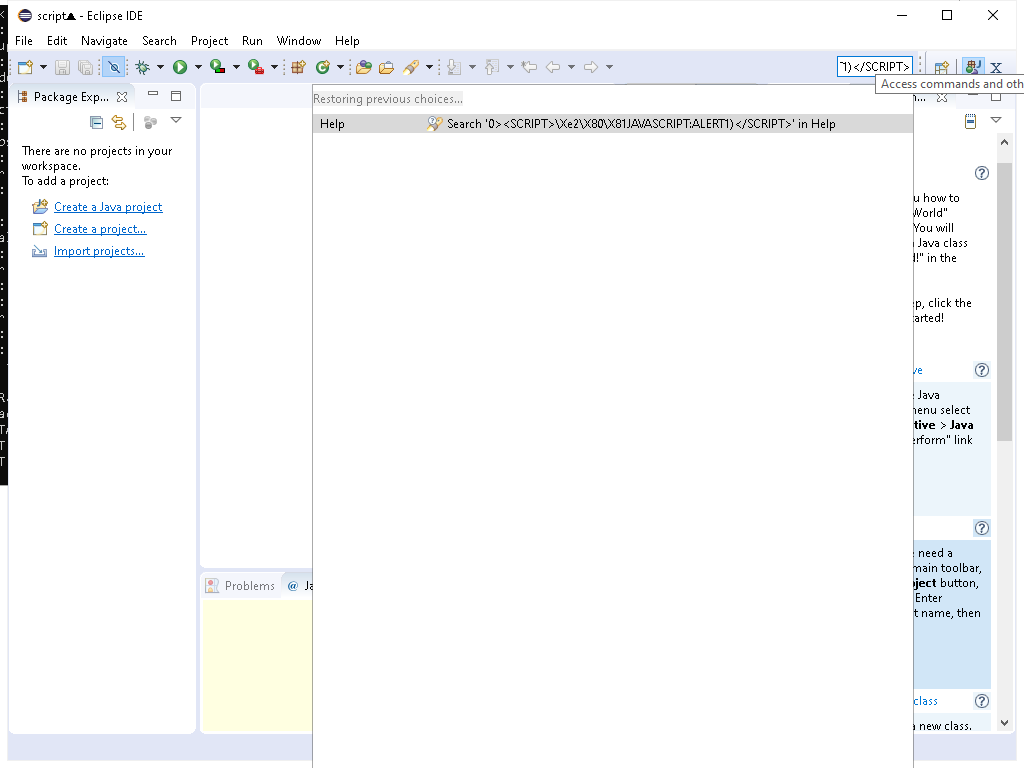 script▲ - Eclipse IDE
File Edit Navigate Search Project Run Window Help
1) </SCRIPT>
Access commands and oth
Package Exp...
Restoring previous choices...
Help Search '0><SCRIPT>\Xe2\X80\X81JAVASCRIPT:ALERT1)</SCRIPT>' in Help
There are no projects in your
workspace.
To add a project:
Create a Java project
Create a project...
Import projects...
u how to
World"
You will
Java class
d!" in the
ep, click the
arted!
ve
Java
menu select
tive > Java
erform" link
need a
main toolbar,
oject button,
Enter
t name, then
Problems @ Ja
class
a new class.